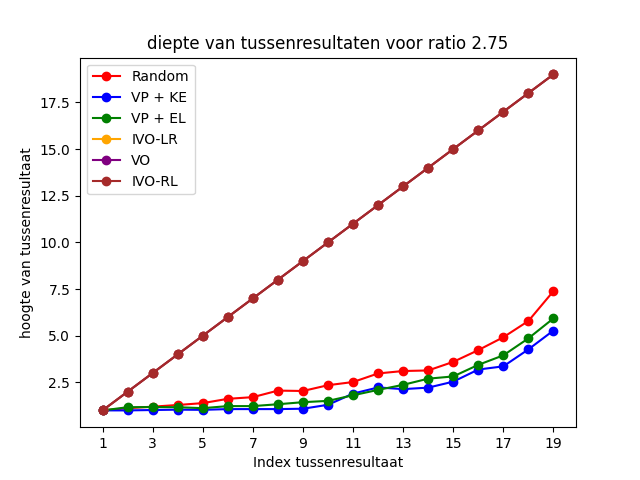 diepte van tussenresultaten voor ratio 2.75
Random
VP + KE
VP + EL
IVO-LR
VO
IVO-RL
hoogte van tussenresultaat
17.5
15.0
12.5
10.0
7.5
5.0
2.5
1 3 5 7 9 11 13 15 17 19
Index tussenresultaat